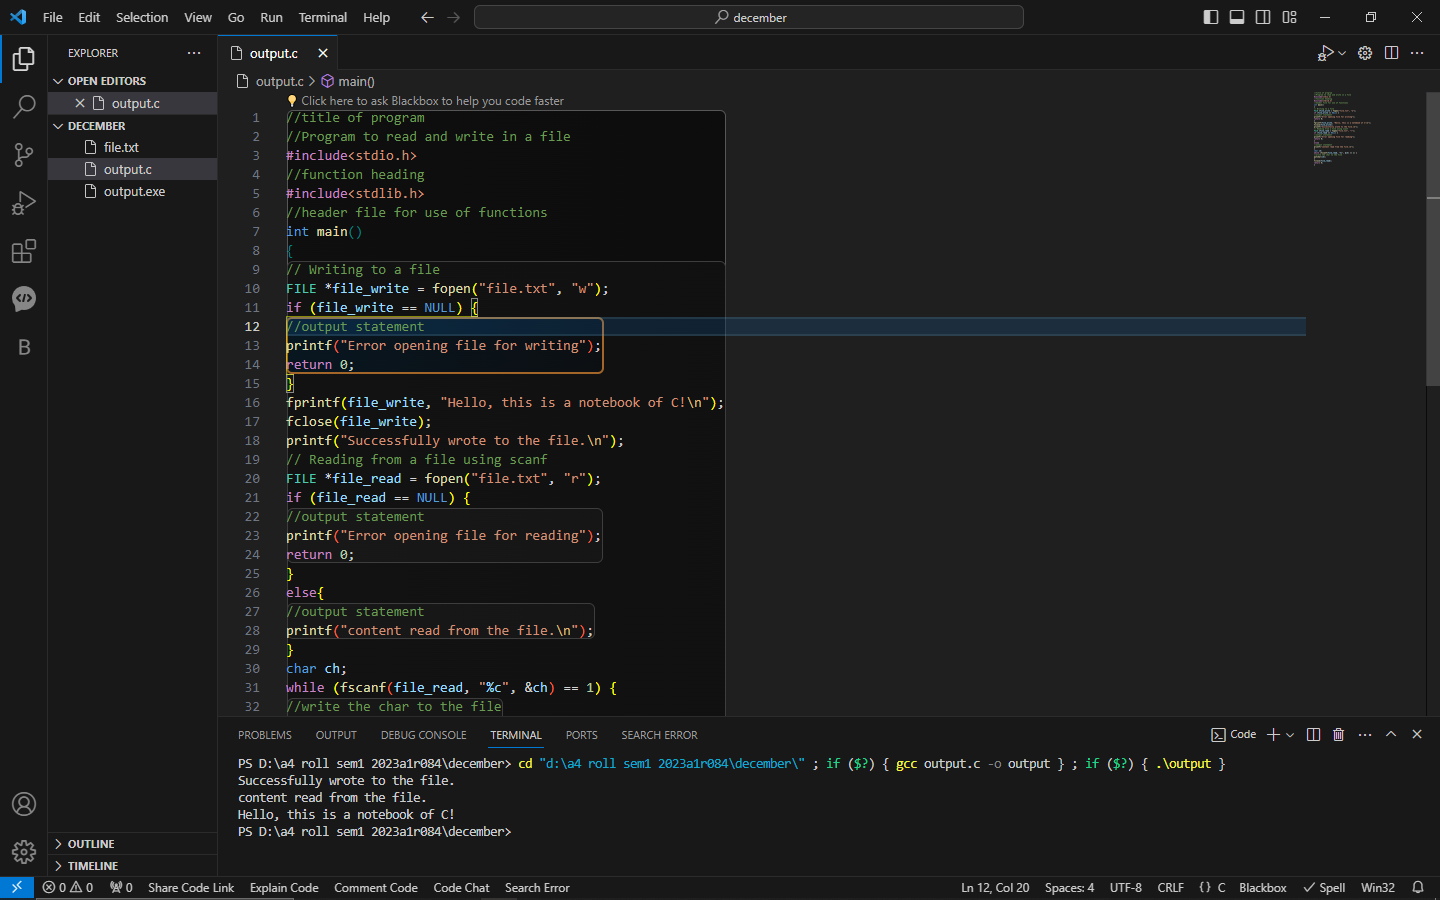 File Edit Selection View Go Run Terminal Help
december
EXPLORER
OPEN EDITORS
output.c
DECEMBER
file.txt
output.c
output.exe
OUTLINE
TIMELINE
output.c
output.c > main()
Click here to ask Blackbox to help you code faster
1 //title of program
2 //Program to read and write in a file
3 #include<stdio.h>
4 //function heading
5 #include<stdlib.h>
6 //header file for use of functions
7 int main()
8 {
9 // Writing to a file
10 FILE *file_write = fopen("file.txt", "w");
11 if (file_write == NULL) {
12 //output statement
13 printf("Error opening file for writing");
14 return 0;
15 }
16 fprintf(file_write, "Hello, this is a notebook of C!\n");
17 fclose(file_write);
18 printf("Successfully wrote to the file.\n");
19 // Reading from a file using scanf
20 FILE *file_read = fopen("file.txt", "r");
21 if (file_read == NULL) {
22 //output statement
23 printf("Error opening file for reading");
24 return 0;
25 }
26 else{
27 //output statement
28 printf("content read from the file.\n");
29 }
30 char ch;
31 while (fscanf(file_read, "%c", &ch) == 1) {
32 //write the char to the file
PROBLEMS OUTPUT DEBUG CONSOLE TERMINAL PORTS SEARCH ERROR
Code
PS D:\a4 roll sem1 2023a1r084\december> cd "d:\a4 roll sem1 2023a1r084\december\" ; if ($?) { gcc output.c -o output } ; if ($?) { .\output }
Successfully wrote to the file.
content read from the file.
Hello, this is a notebook of C!
PS D:\a4 roll sem1 2023a1r084\december>
0 0 0 Share Code Link Explain Code Comment Code Code Chat Search Error
Ln 12, Col 20 Spaces: 4 UTF-8 CRLF {} C Blackbox Spell Win32